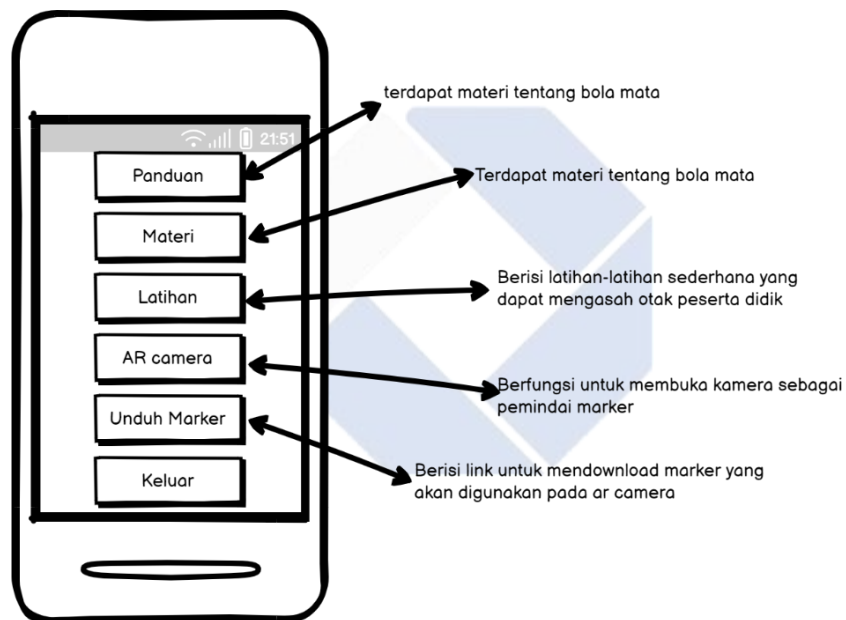 21:51
terdapat materi tentang bola mata
Panduan
Terdapat materi tentang bola mata
Materi
Berisi latihan-latihan sederhana yang
dapat mengasah otak peserta didik
Latihan
AR camera
Berfungsi untuk membuka kamera sebagai
pemindai marker
Unduh Marker
Berisi link untuk mendownload marker yang
akan digunakan pada ar camera
Keluar